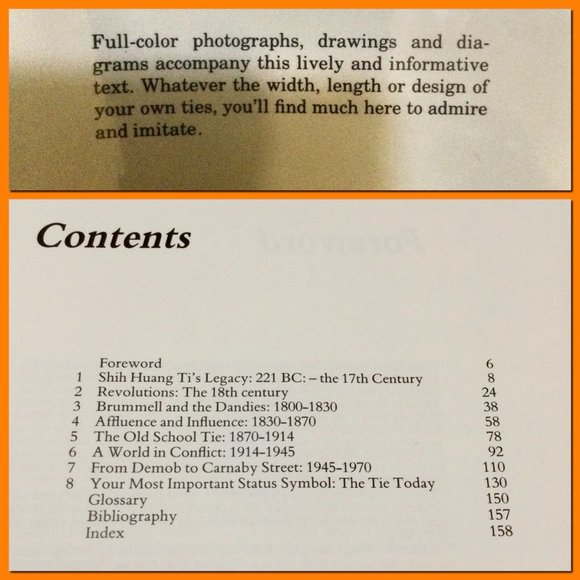 Full-color photographs, drawings and dia-
grams accompany this lively and informative
text. Whatever the width, length or design of
your own ties, you'll find much here to admire
and imitate.
Contents
Foreword 6
1 Shih Huang Ti's Legacy: 221 BC: – the 17th Century 8
2 Revolutions: The 18th century 24
3 Brummell and the Dandies: 1800-1830 38
4 Affluence and Influence: 1830-1870 58
5 The Old School Tie: 1870-1914 78
6 A World in Conflict: 1914-1945 92
7 From Demob to Carnaby Street: 1945-1970 110
8 Your Most Important Status Symbol: The Tie Today 130
Glossary 150
Bibliography 157
Index 158